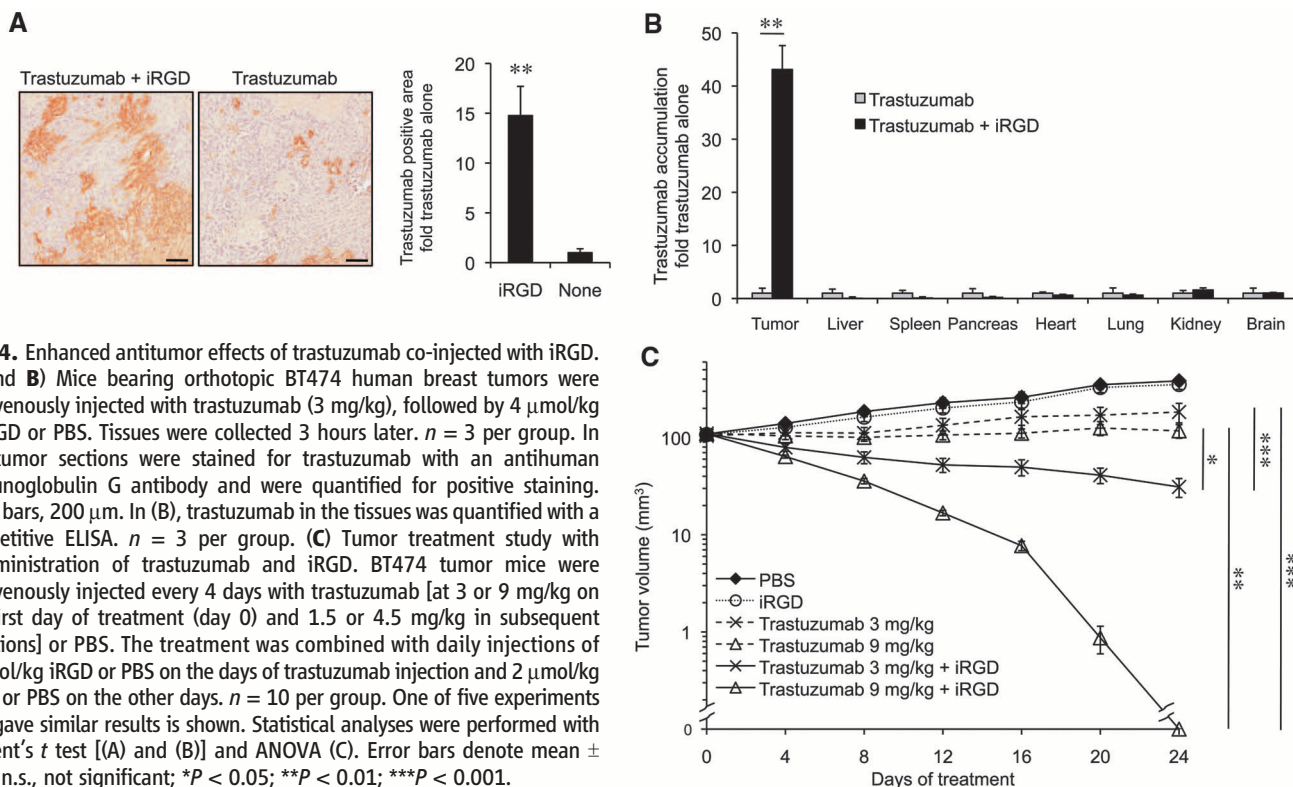 A
Trastuzumab + iRGD
Trastuzumab
Trastuzumab positive area
fold trastuzumab alone
20
15
10
5
0
**
iRGD None
B
Trastuzumab accumulation
fold trastuzumab alone
50
40
30
20
10
0
**
Trastuzumab
Trastuzumab + iRGD
Tumor Liver Spleen Pancreas Heart Lung Kidney Brain
4. Enhanced antitumor effects of trastuzumab co-injected with iRGD.
nd B) Mice bearing orthotopic BT474 human breast tumors were
venously injected with trastuzumab (3 mg/kg), followed by 4 μmol/kg
GD or PBS. Tissues were collected 3 hours later. n = 3 per group. In
tumor sections were stained for trastuzumab with an antihuman
unoglobulin G antibody and were quantified for positive staining.
bars, 200 μm. In (B), trastuzumab in the tissues was quantified with a
etitive ELISA. n = 3 per group. (C) Tumor treatment study with
ministration of trastuzumab and iRGD. BT474 tumor mice were
venously injected every 4 days with trastuzumab [at 3 or 9 mg/kg on
irst day of treatment (day 0) and 1.5 or 4.5 mg/kg in subsequent
tions] or PBS. The treatment was combined with daily injections of
ol/kg iRGD or PBS on the days of trastuzumab injection and 2 μmol/kg
or PBS on the other days. n = 10 per group. One of five experiments
gave similar results is shown. Statistical analyses were performed with
ent's t test [(A) and (B)] and ANOVA (C). Error bars denote mean ±
n.s., not significant; *P < 0.05; **P < 0.01; ***P < 0.001.
C
Tumor volume (mm³)
100
10
1
0
PBS
iRGD
Trastuzumab 3 mg/kg
Trastuzumab 9 mg/kg
Trastuzumab 3 mg/kg + iRGD
Trastuzumab 9 mg/kg + iRGD
*
***
**
***
0 4 8 12 16 20 24
Days of treatment